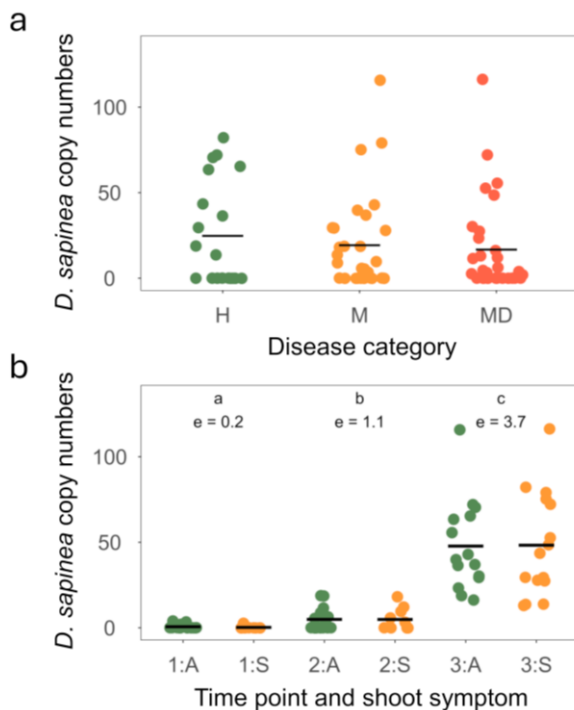 a
D. sapinea copy numbers
100
50
0
H M MD
Disease category
b
D. sapinea copy numbers
a b c
e = 0.2 e = 1.1 e = 3.7
100
50
0
1:A 1:S 2:A 2:S 3:A 3:S
Time point and shoot symptom